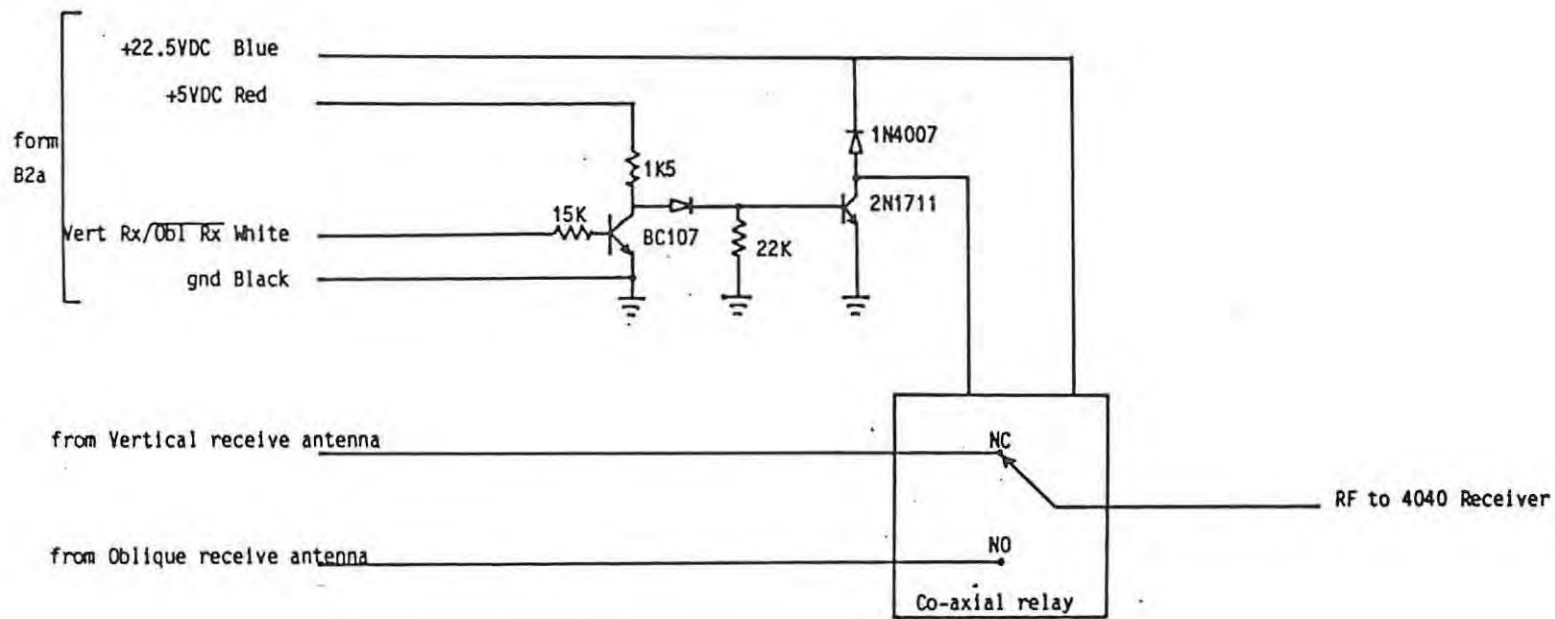 +22.5VDC Blue
+5VDC Red
form
B2a
1N4007
1K5
2N1711
15K
Vert Rx/Obl Rx White
BC107
22K
gnd Black
from Vertical receive antenna
NC
RF to 4040 Receiver
from Oblique receive antenna
NO
Co-axial relay